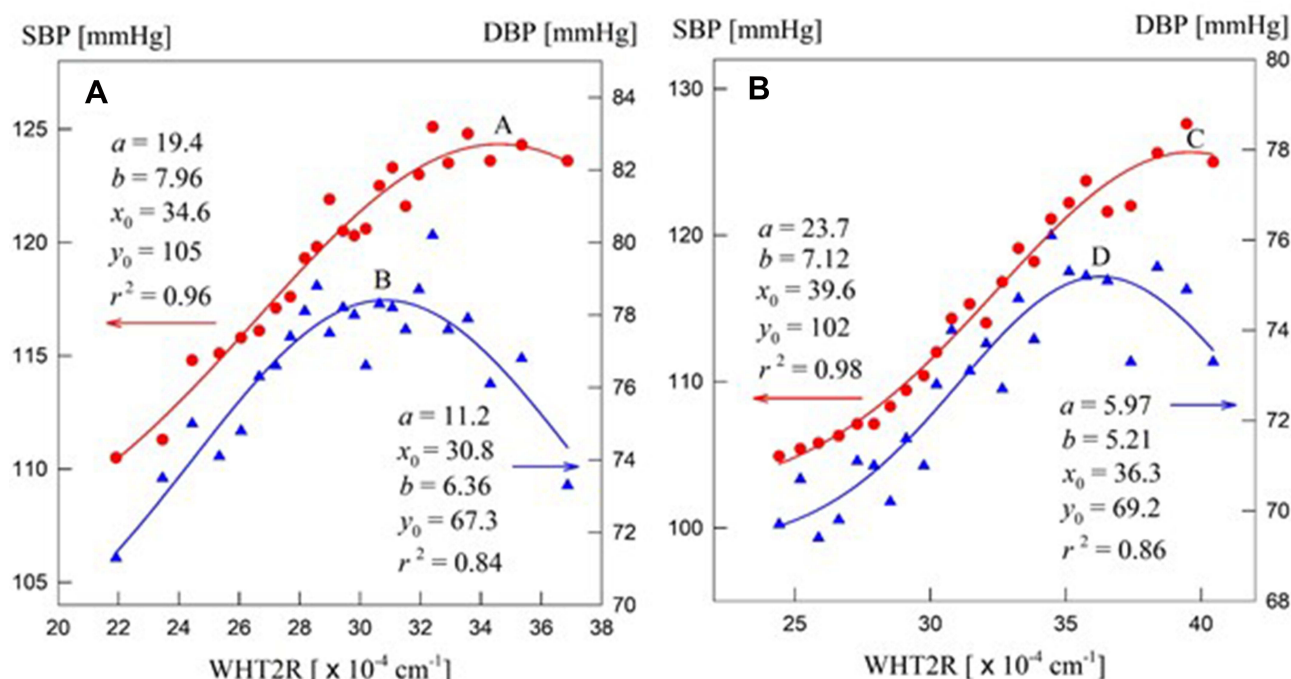 SBP [mmHg]
DBP [mmHg]
A
a = 19.4
b = 7.96
x₀ = 34.6
y₀ = 105
r² = 0.96
A
B
a = 11.2
x₀ = 30.8
b = 6.36
y₀ = 67.3
r² = 0.84
125
120
115
110
105
84
82
80
78
76
74
72
70
20 22 24 26 28 30 32 34 36 38
WHT2R [ x 10⁻⁴ cm⁻¹]
SBP [mmHg]
DBP [mmHg]
B
a = 23.7
b = 7.12
x₀ = 39.6
y₀ = 102
r² = 0.98
C
D
a = 5.97
b = 5.21
x₀ = 36.3
y₀ = 69.2
r² = 0.86
130
120
110
100
80
78
76
74
72
70
68
25 30 35 40
WHT2R [ x 10⁻⁴ cm⁻¹]